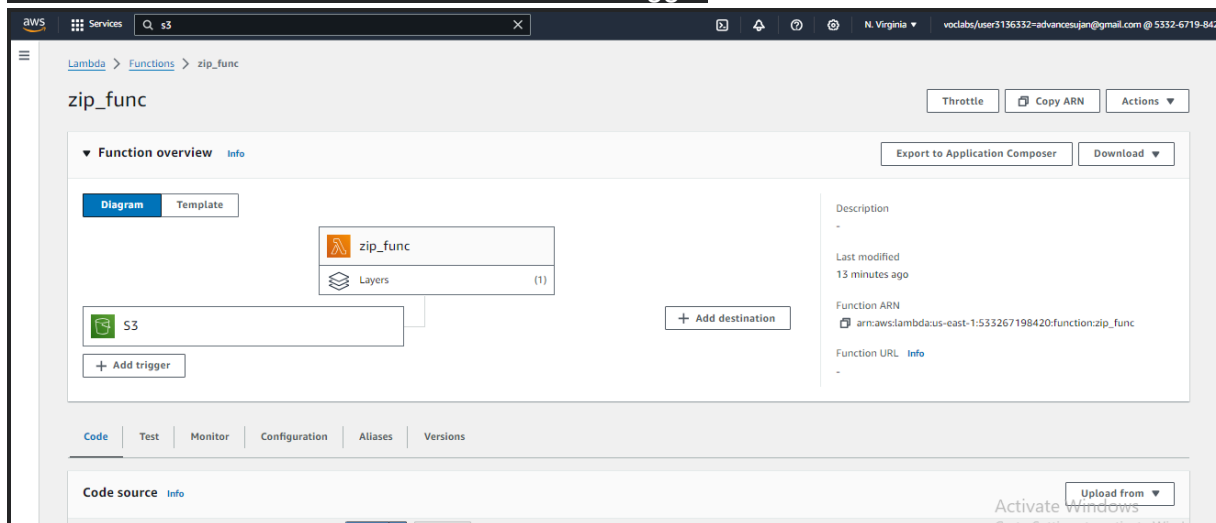 aws Services s3 N. Virginia ▼ voclabs/user3136332=advancesujan@gmail.com @ 5332-6719-842
Lambda > Functions > zip_func
zip_func
Throttle Copy ARN Actions ▼
▼ Function overview Info
Export to Application Composer Download ▼
Diagram Template
zip_func
Layers (1)
S3
+ Add trigger
+ Add destination
Description
-
Last modified
13 minutes ago
Function ARN
arn:aws:lambda:us-east-1:533267198420:function:zip_func
Function URL Info
-
Code Test Monitor Configuration Aliases Versions
Code source Info
Upload from ▼
Activate Windows